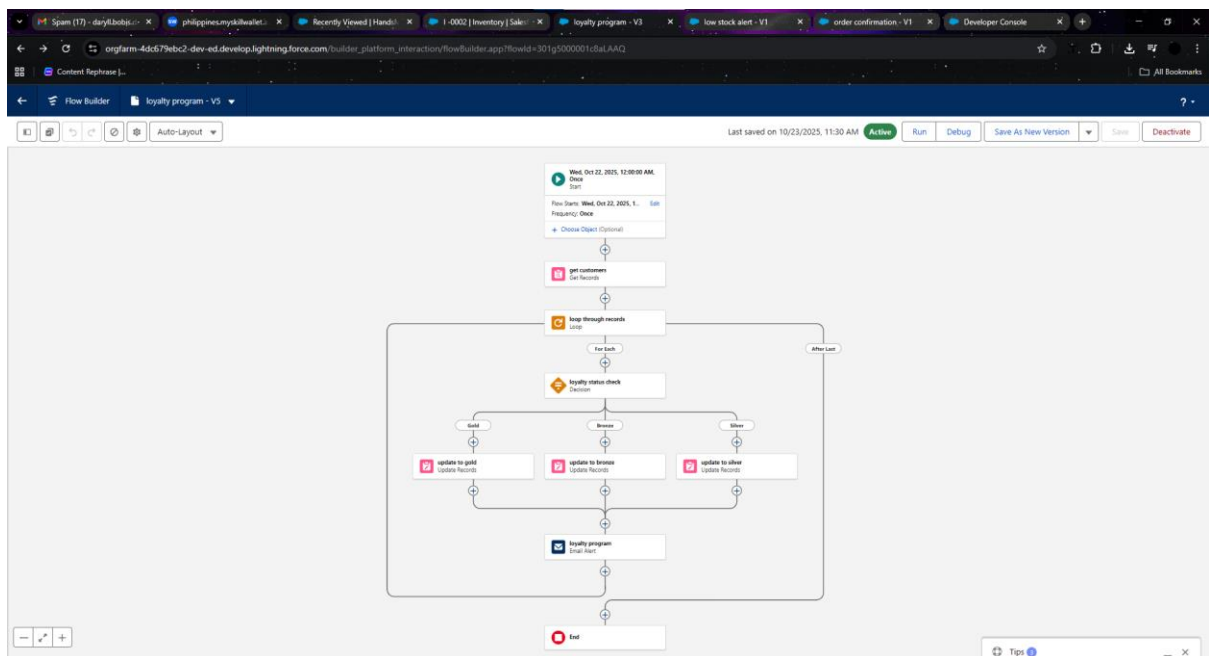 Spam (17) - daryll.bobjs.c
philippines.myskillwallet.a
Recently Viewed | Hands
I -0002 | Inventory | Sales
loyalty program - V3
low stock alert - V1
order confirmation - V1
Developer Console
orgfarm-4dc679ebc2-dev-ed.develop.lightning.force.com/builder_platform_interaction/flowBuilder.app?flowId=301g5000001c8aLAAQ
Content Rephrase |...
All Bookmarks
Flow Builder
loyalty program - V5
? 
Auto-Layout
Last saved on 10/23/2025, 11:30 AM
Active
Run
Debug
Save As New Version
Save
Deactivate
Wed, Oct 22, 2025, 12:00:00 AM,
Once
Start
Flow Starts: Wed, Oct 22, 2025, 1... Edit
Frequency: Once
+ Choose Object (Optional)
get customers
Get Records
loop through records
Loop
For Each
After Last
loyalty status check
Decision
Gold
Bronze
Silver
update to gold
Update Records
update to bronze
Update Records
update to silver
Update Records
loyalty program
Email Alert
End
Tips